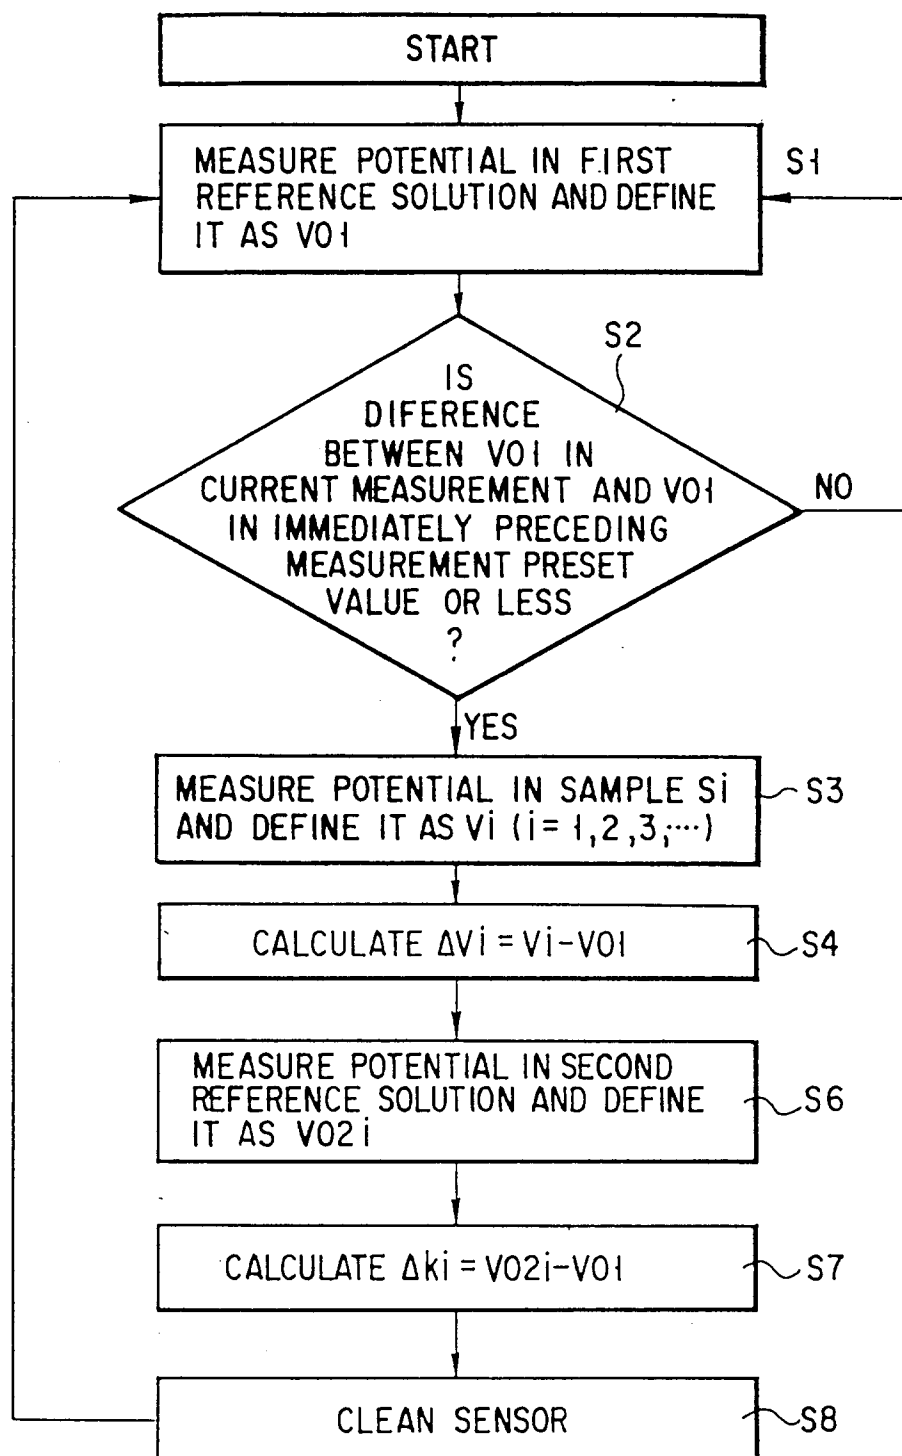 START
MEASURE POTENTIAL IN FIRST
REFERENCE SOLUTION AND DEFINE
IT AS V01
S1
S2
IS
DIFERENCE
BETWEEN V01 IN
CURRENT MEASUREMENT AND V01
IN IMMEDIATELY PRECEDING
MEASUREMENT PRESET
VALUE OR LESS
?
NO
YES
MEASURE POTENTIAL IN SAMPLE Si
AND DEFINE IT AS Vi (i = 1,2,3,····)
S3
CALCULATE ΔVi = Vi-V01
S4
MEASURE POTENTIAL IN SECOND
REFERENCE SOLUTION AND DEFINE
IT AS V02i
S6
CALCULATE Δki = V02i-V01
S7
CLEAN SENSOR
S8